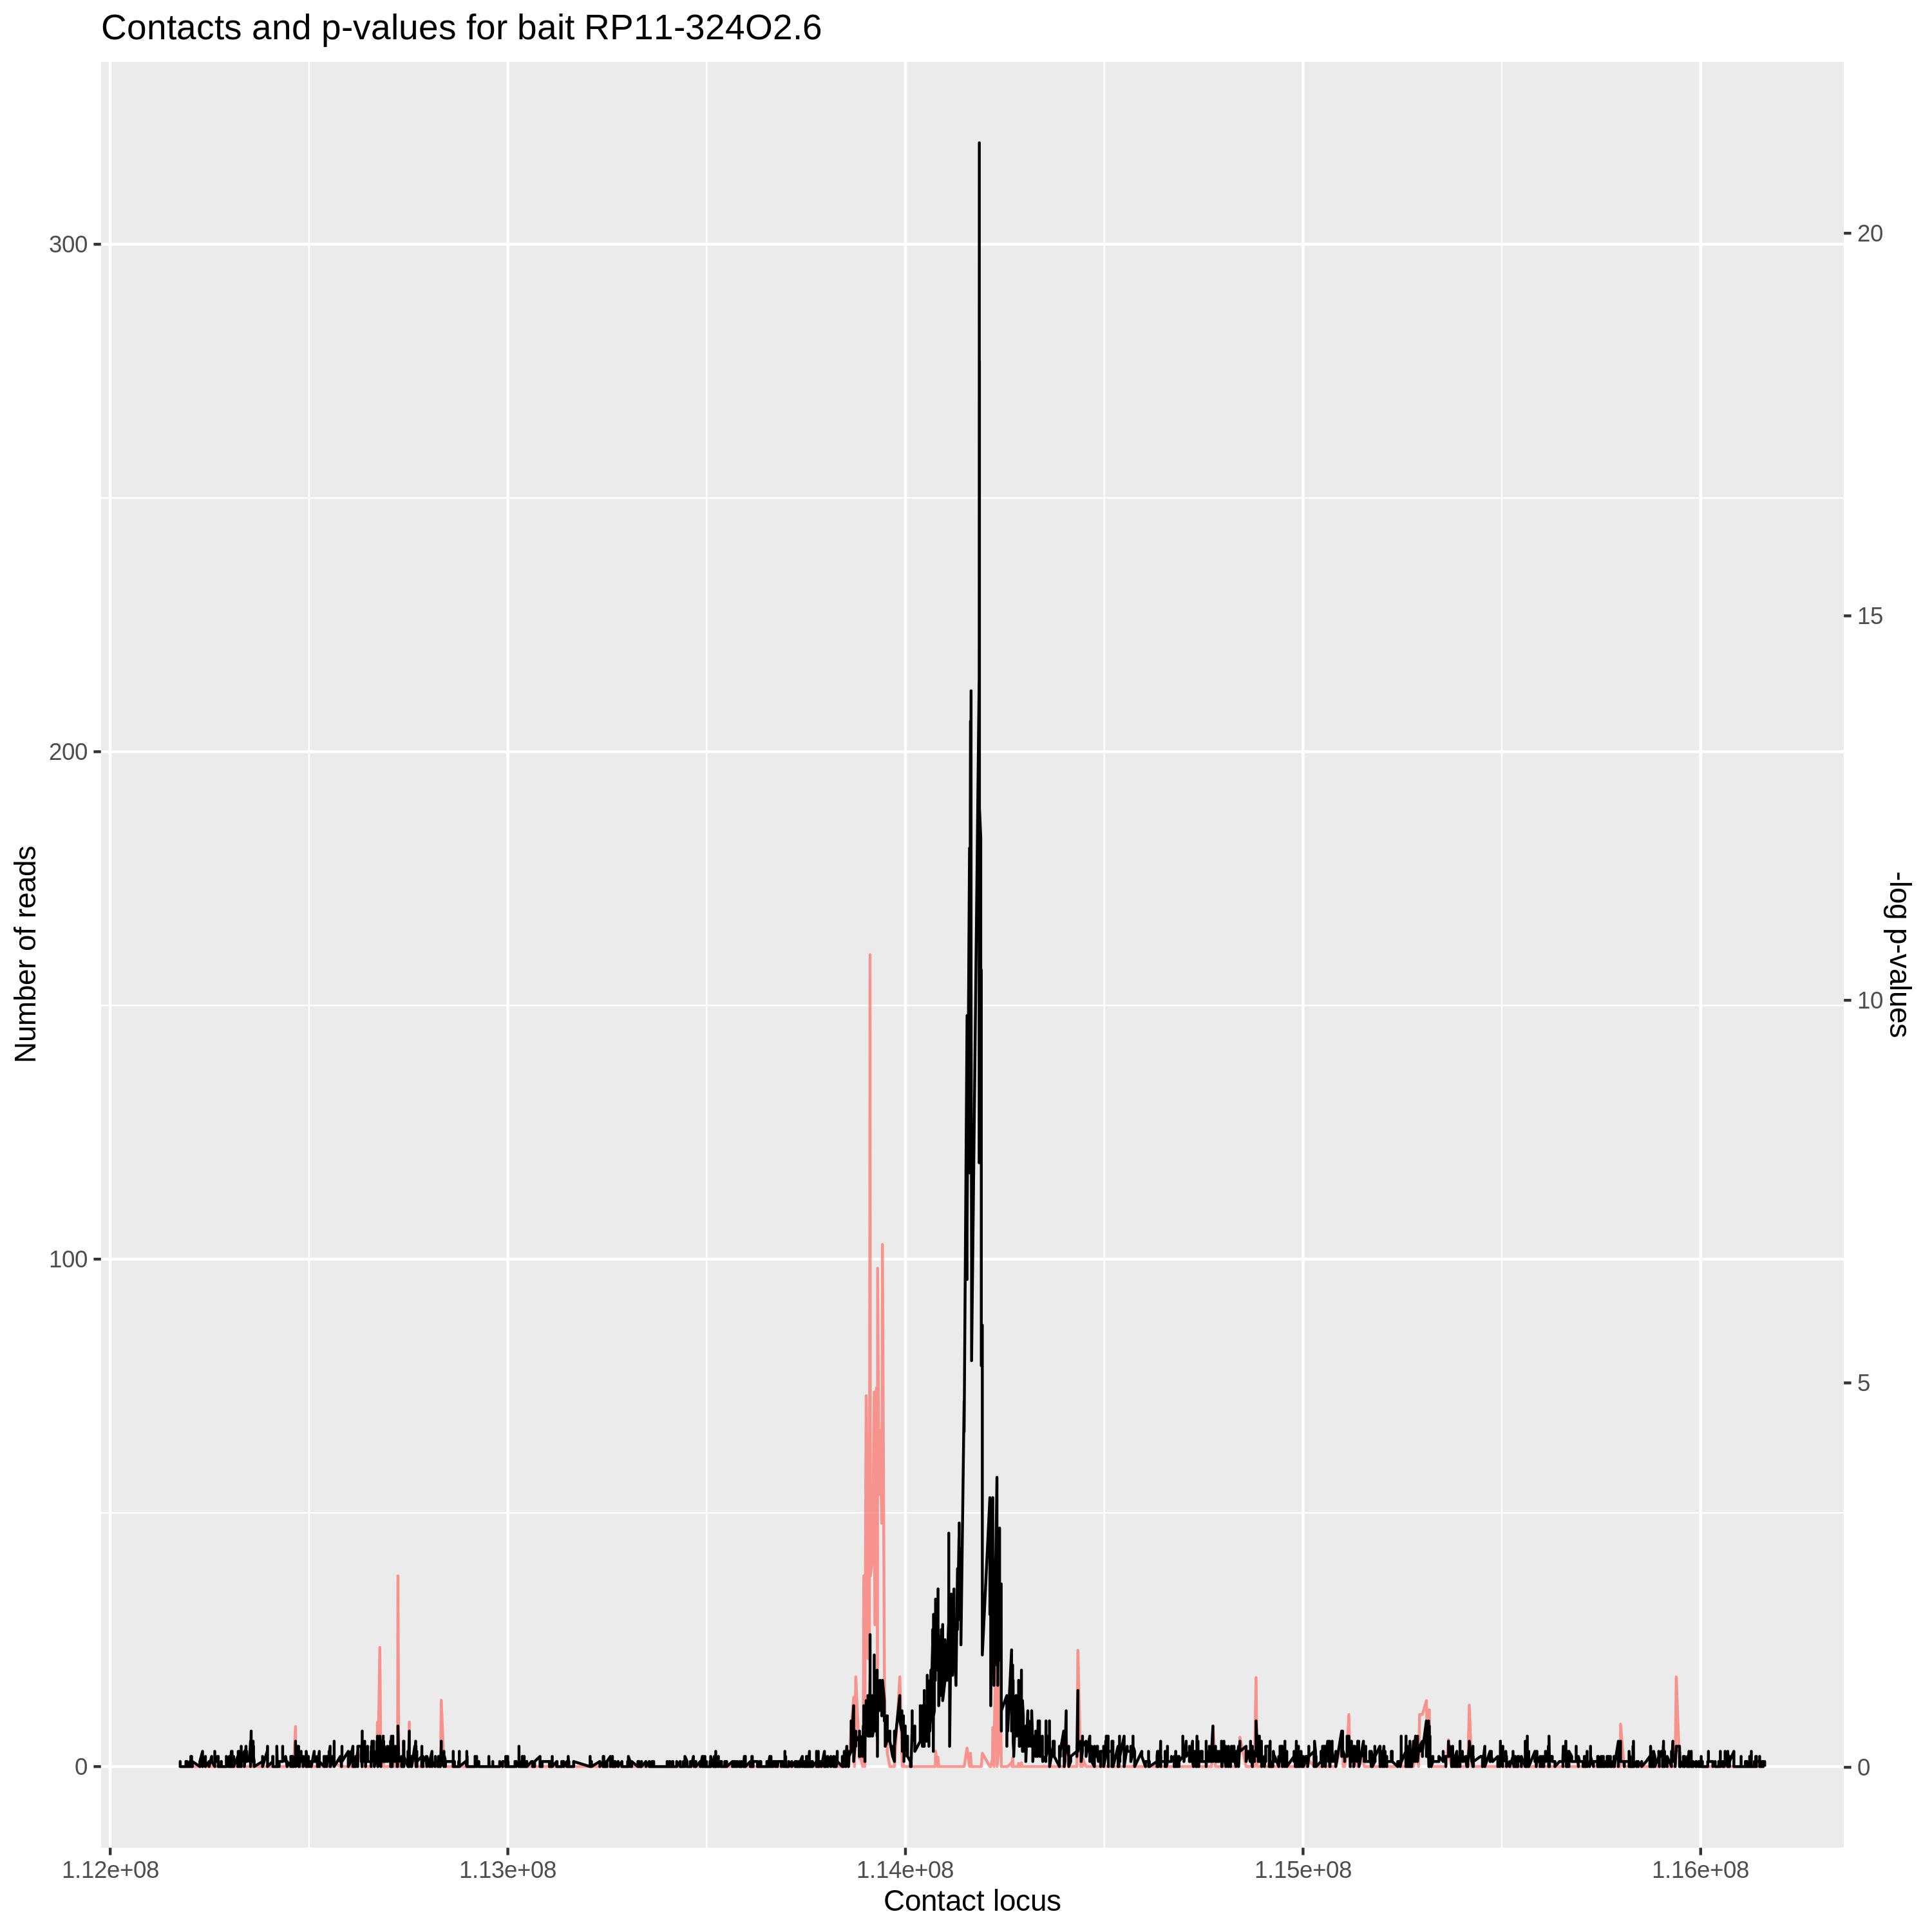 Contacts and p-values for bait RP11-324O2.6
300
200
100
0
20
15
10
5
0
Number of reads
-log p-values
1.12e+08
1.13e+08
1.14e+08
1.15e+08
1.16e+08
Contact locus